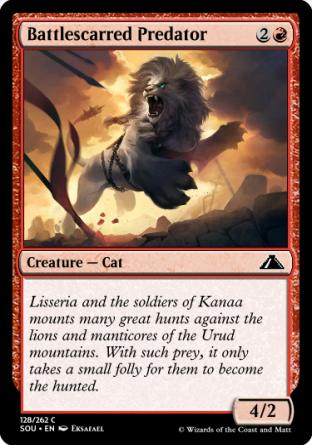 Battlescarred Predator 2
Creature — Cat
Lisseria and the soldiers of Kanaa
mounts many great hunts against the
lions and manticores of the Urud
mountains. With such prey, it only
takes a small folly for them to become
the hunted.
4/2
128/262 C
SOU • EN Eksafael
© Wizards of the Coast and Matt